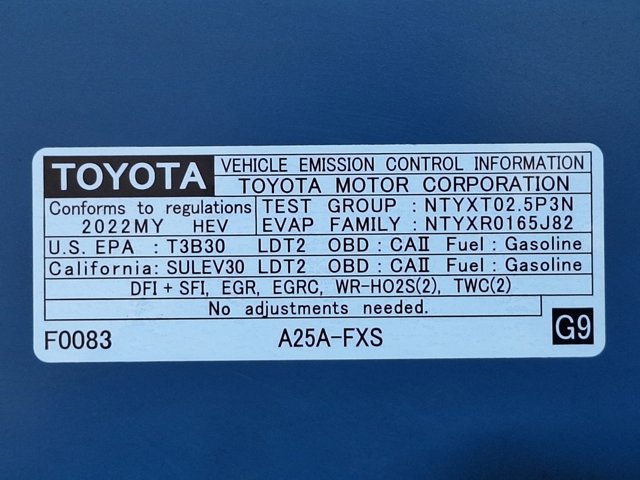 TOYOTA VEHICLE EMISSION CONTROL INFORMATION
TOYOTA MOTOR CORPORATION
Conforms to regulations TEST GROUP : NTYXT02.5P3N
2022MY HEV EVAP FAMILY : NTYXR0165J82
U.S. EPA : T3B30 LDT2 OBD : CAII Fuel : Gasoline
California: SULEV30 LDT2 OBD : CAII Fuel : Gasoline
DFI + SFI, EGR, EGRC, WR-HO2S(2), TWC(2)
No adjustments needed.
F0083 A25A-FXS G9